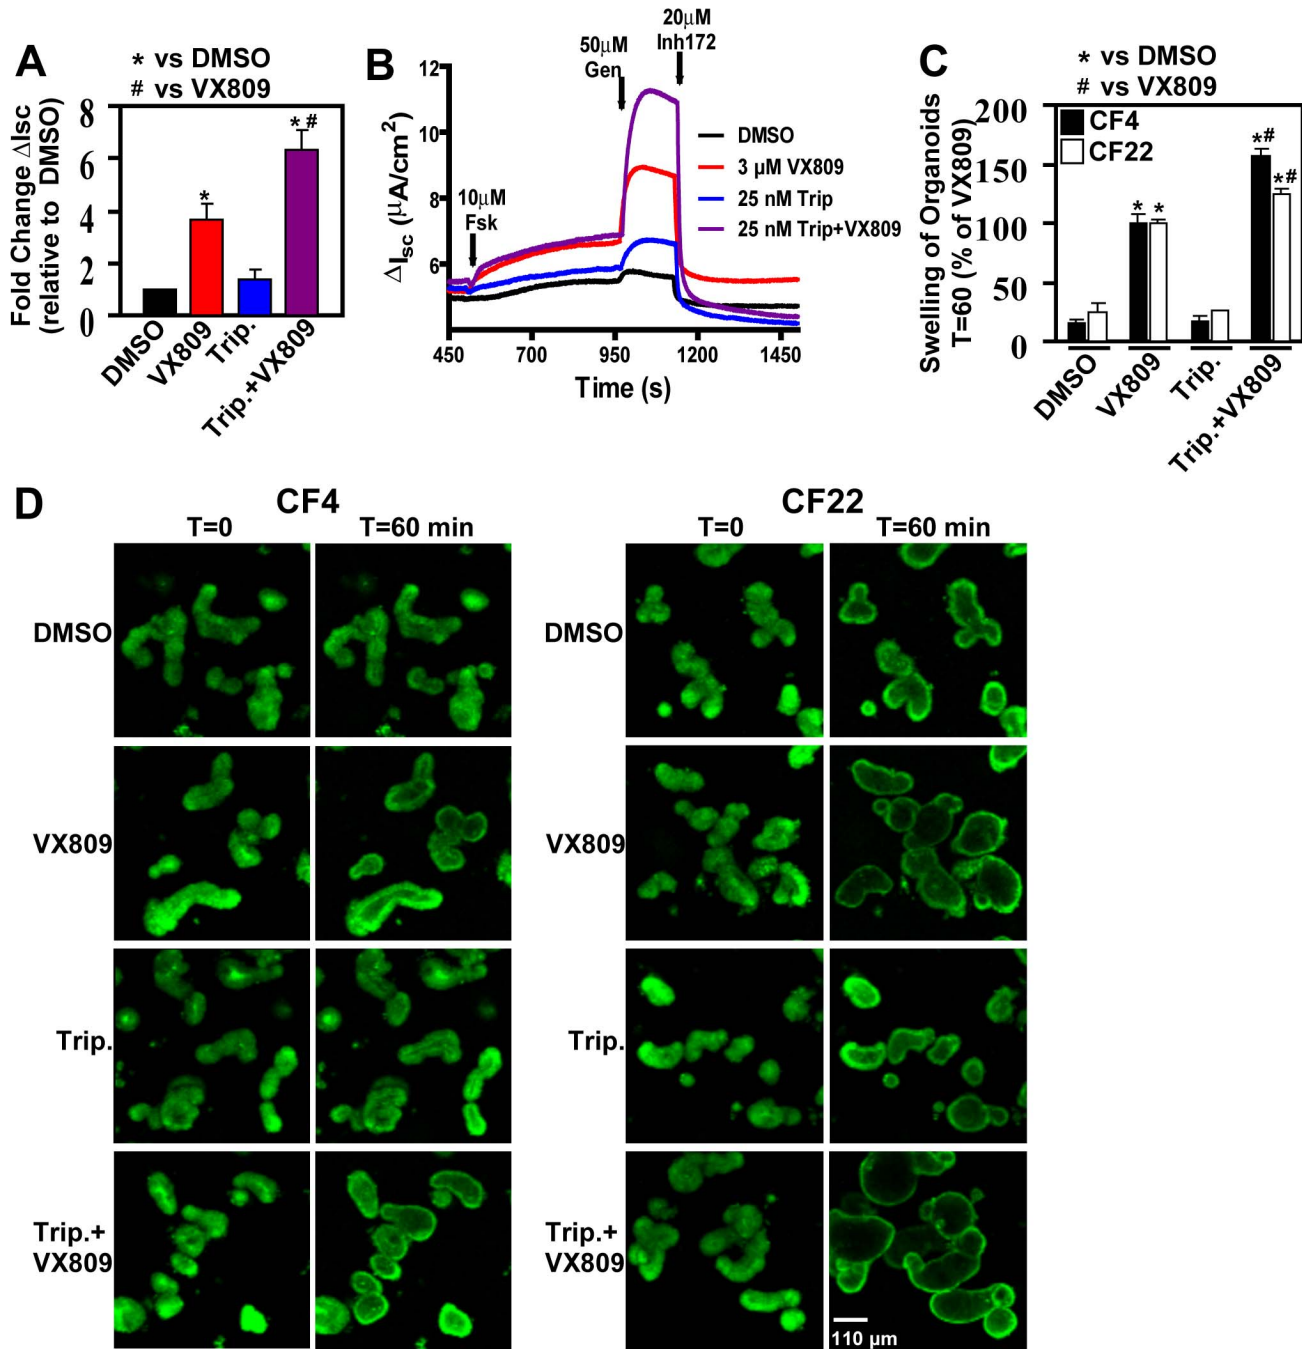 A
* vs DMSO
# vs VX809
Fold Change ΔIsc
(relative to DMSO)
8
6
4
2
0
*
* #
DMSO
VX809
Trip.
Trip.+VX809
B
20µM
Inh172
50µM
Gen
10µM
Fsk
ΔIsc (µA/cm²)
12
10
8
6
DMSO
3 µM VX809
25 nM Trip
25 nM Trip+VX809
450 700 950 1200 1450
Time (s)
C
* vs DMSO
# vs VX809
Swelling of Organoids
T=60 (% of VX809)
200
150
100
50
0
CF4
CF22
* *
*#
*#
DMSO
VX809
Trip.
Trip.+VX809
D
CF4
T=0 T=60 min
CF22
T=0 T=60 min
DMSO
DMSO
VX809
VX809
Trip.
Trip.
Trip.+
VX809
Trip.+
VX809
110 µm